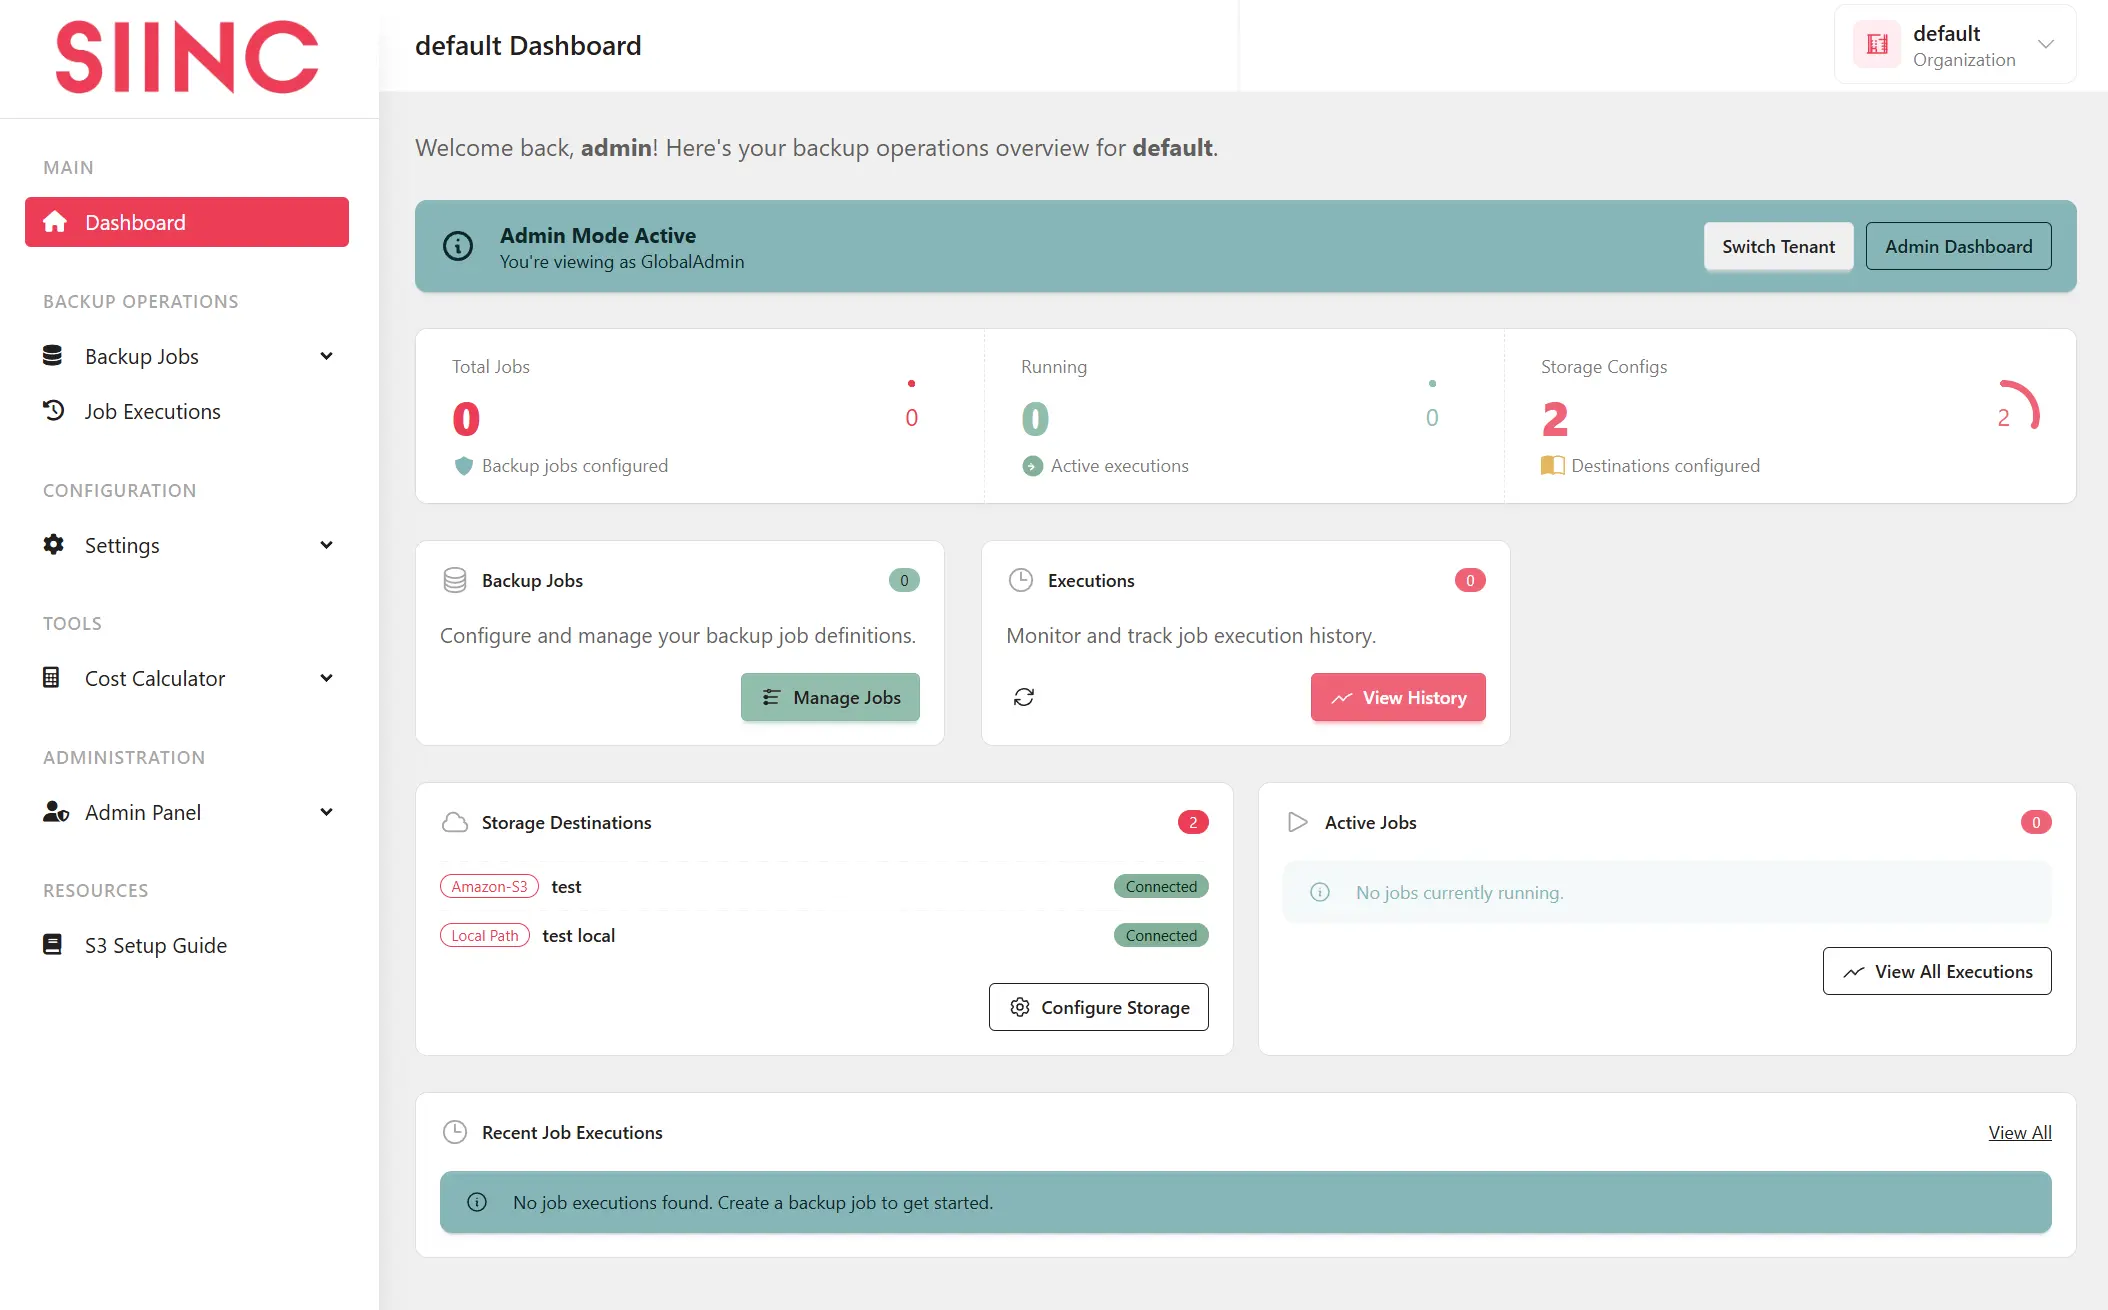 SIINC
default Dashboard
default
Organization
MAIN
Dashboard
BACKUP OPERATIONS
Backup Jobs
Job Executions
CONFIGURATION
Settings
TOOLS
Cost Calculator
ADMINISTRATION
Admin Panel
RESOURCES
S3 Setup Guide
Welcome back, admin! Here's your backup operations overview for default.
Admin Mode Active
You're viewing as GlobalAdmin
Switch Tenant
Admin Dashboard
Total Jobs
0
0
Backup jobs configured
Running
0
0
Active executions
Storage Configs
2
2
Destinations configured
Backup Jobs
0
Configure and manage your backup job definitions.
Manage Jobs
Executions
0
Monitor and track job execution history.
View History
Storage Destinations
2
Amazon-S3 test Connected
Local Path test local Connected
Configure Storage
Active Jobs
0
No jobs currently running.
View All Executions
Recent Job Executions
View All
No job executions found. Create a backup job to get started.